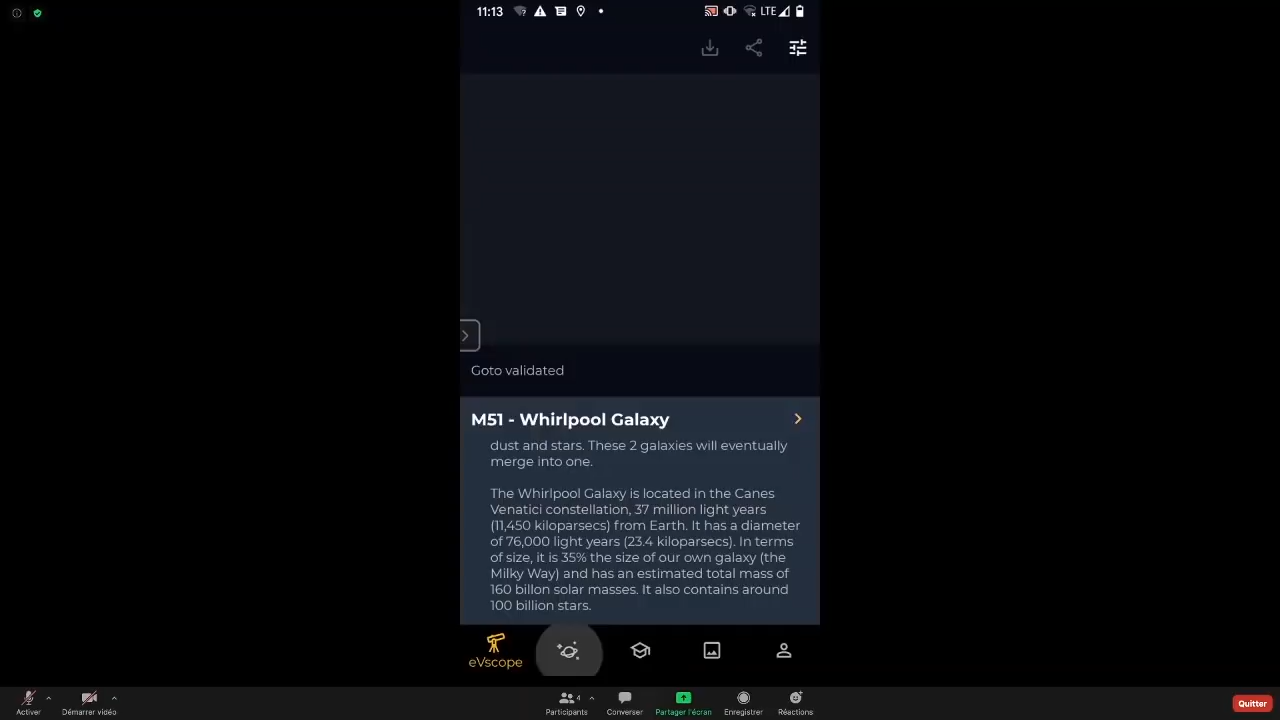 11:13
LTE
Goto validated
M51 - Whirlpool Galaxy
dust and stars. These 2 galaxies will eventually
merge into one.
The Whirlpool Galaxy is located in the Canes
Venatici constellation, 37 million light years
(11,450 kiloparsecs) from Earth. It has a diameter
of 76,000 light years (23.4 kiloparsecs). In terms
of size, it is 35% the size of our own galaxy (the
Milky Way) and has an estimated total mass of
160 billon solar masses. It also contains around
100 billion stars.
eVscope
Activer
Démarrer vidéo
4
Participants
Converser
Partager l'écran
Enregistrer
Réactions
Quitter